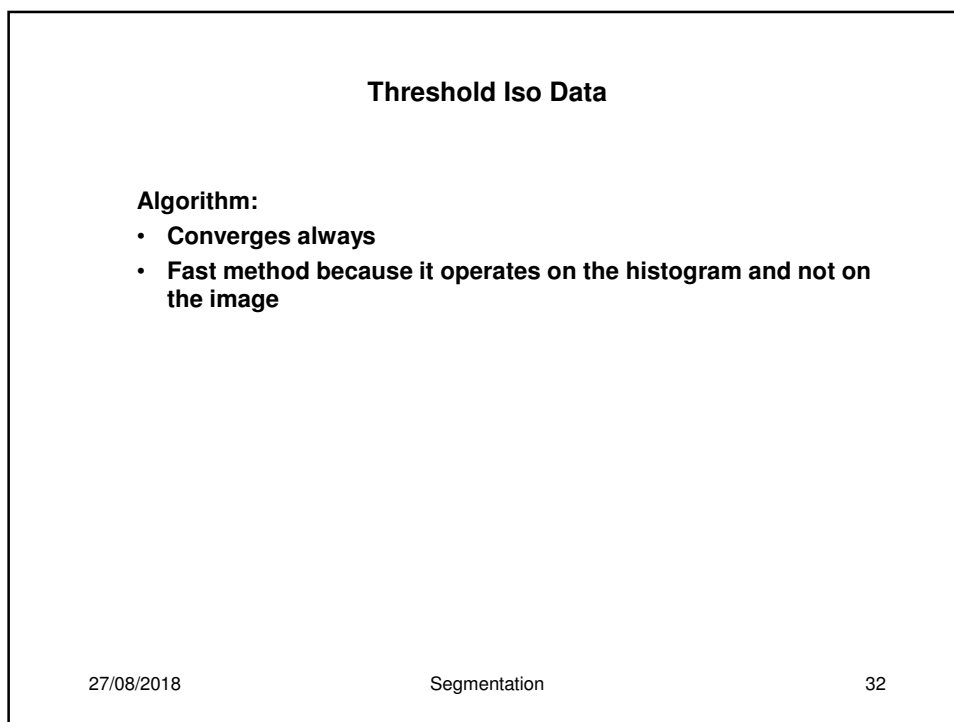 Threshold Iso Data
Algorithm:
• Converges always
• Fast method because it operates on the histogram and not on
the image
27/08/2018 Segmentation 32